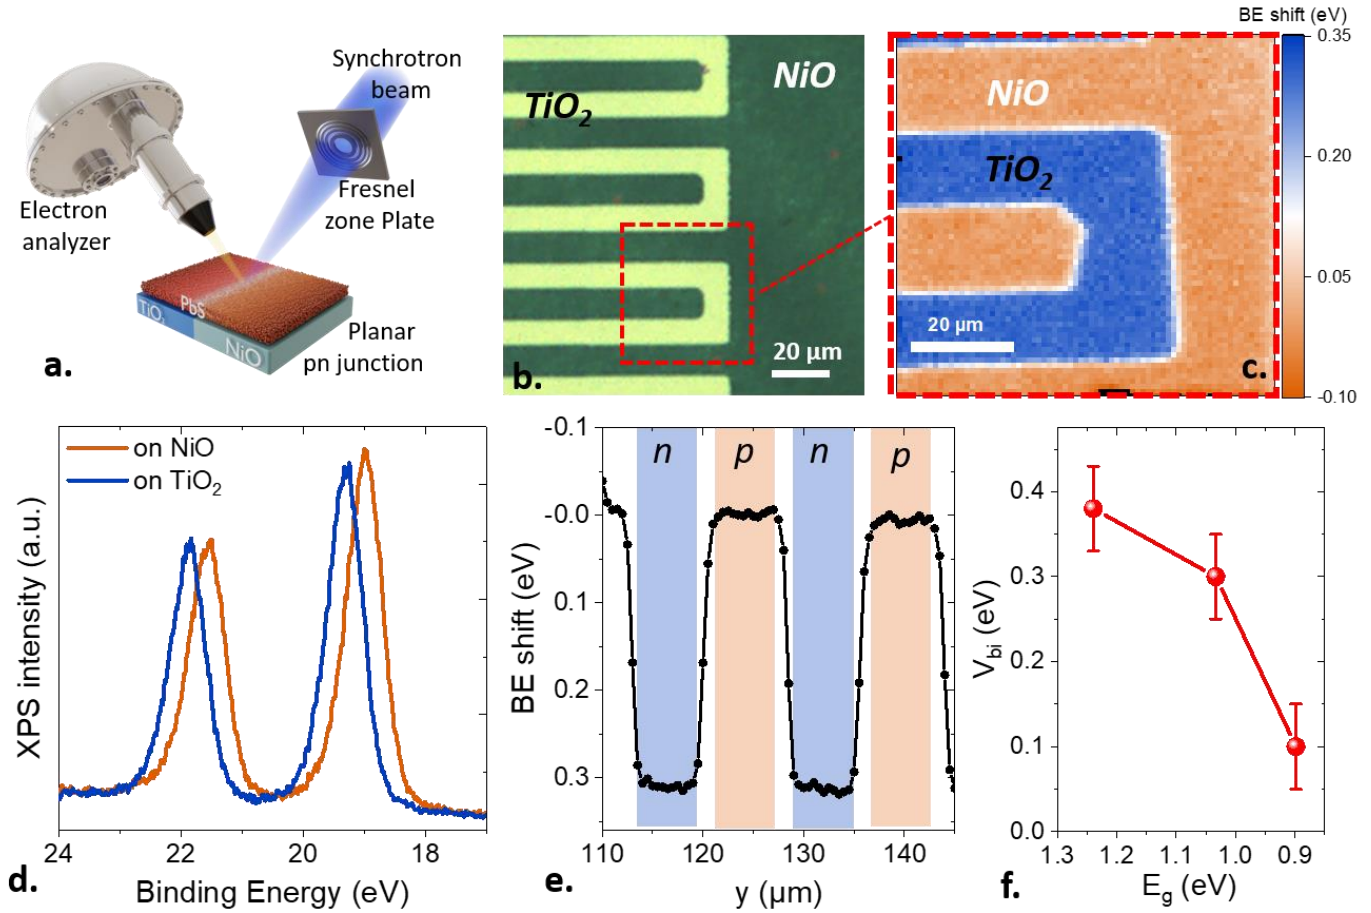 Synchrotron
beam
Fresnel
zone Plate
Electron
analyzer
PbS
NiO
Planar
pn junction
a.
TiO2
NiO
20 µm
b.
BE shift (eV)
0.35
0.20
0.05
-0.10
NiO
TiO2
20 µm
c.
on NiO
on TiO2
XPS intensity (a.u.)
24 22 20 18
Binding Energy (eV)
d.
n p n p
-0.1
-0.0
0.1
0.2
0.3
BE shift (eV)
110 120 130 140
y (µm)
e.
0.4
0.3
0.2
0.1
0.0
Vbi (eV)
1.3 1.2 1.1 1.0 0.9
Eg (eV)
f.